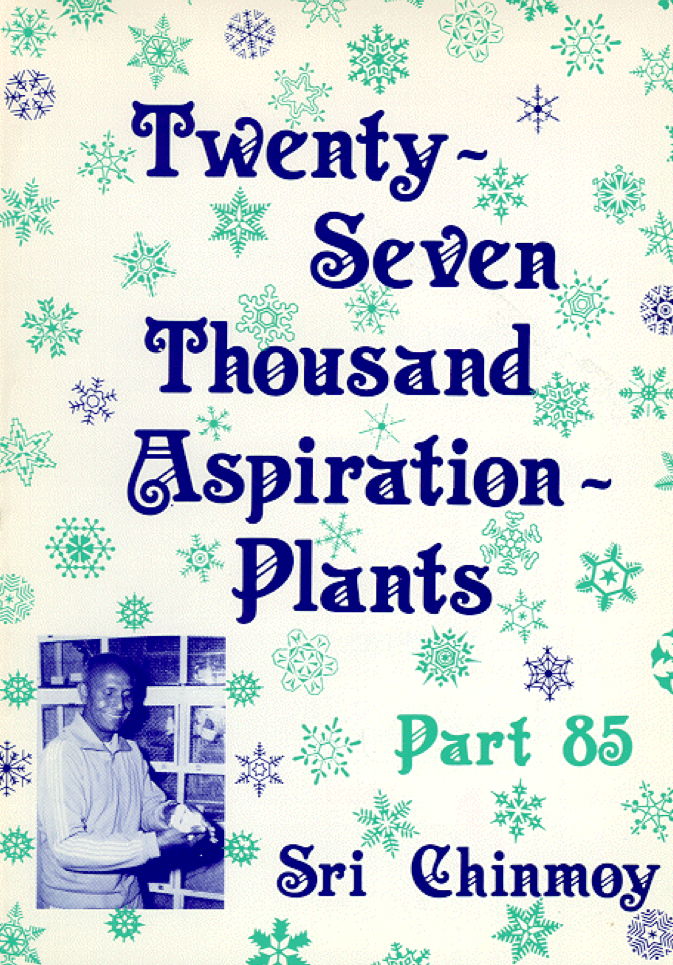 Twenty-
Seven
Thousand
Aspiration-
Plants
Part 85
Sri Chinmoy